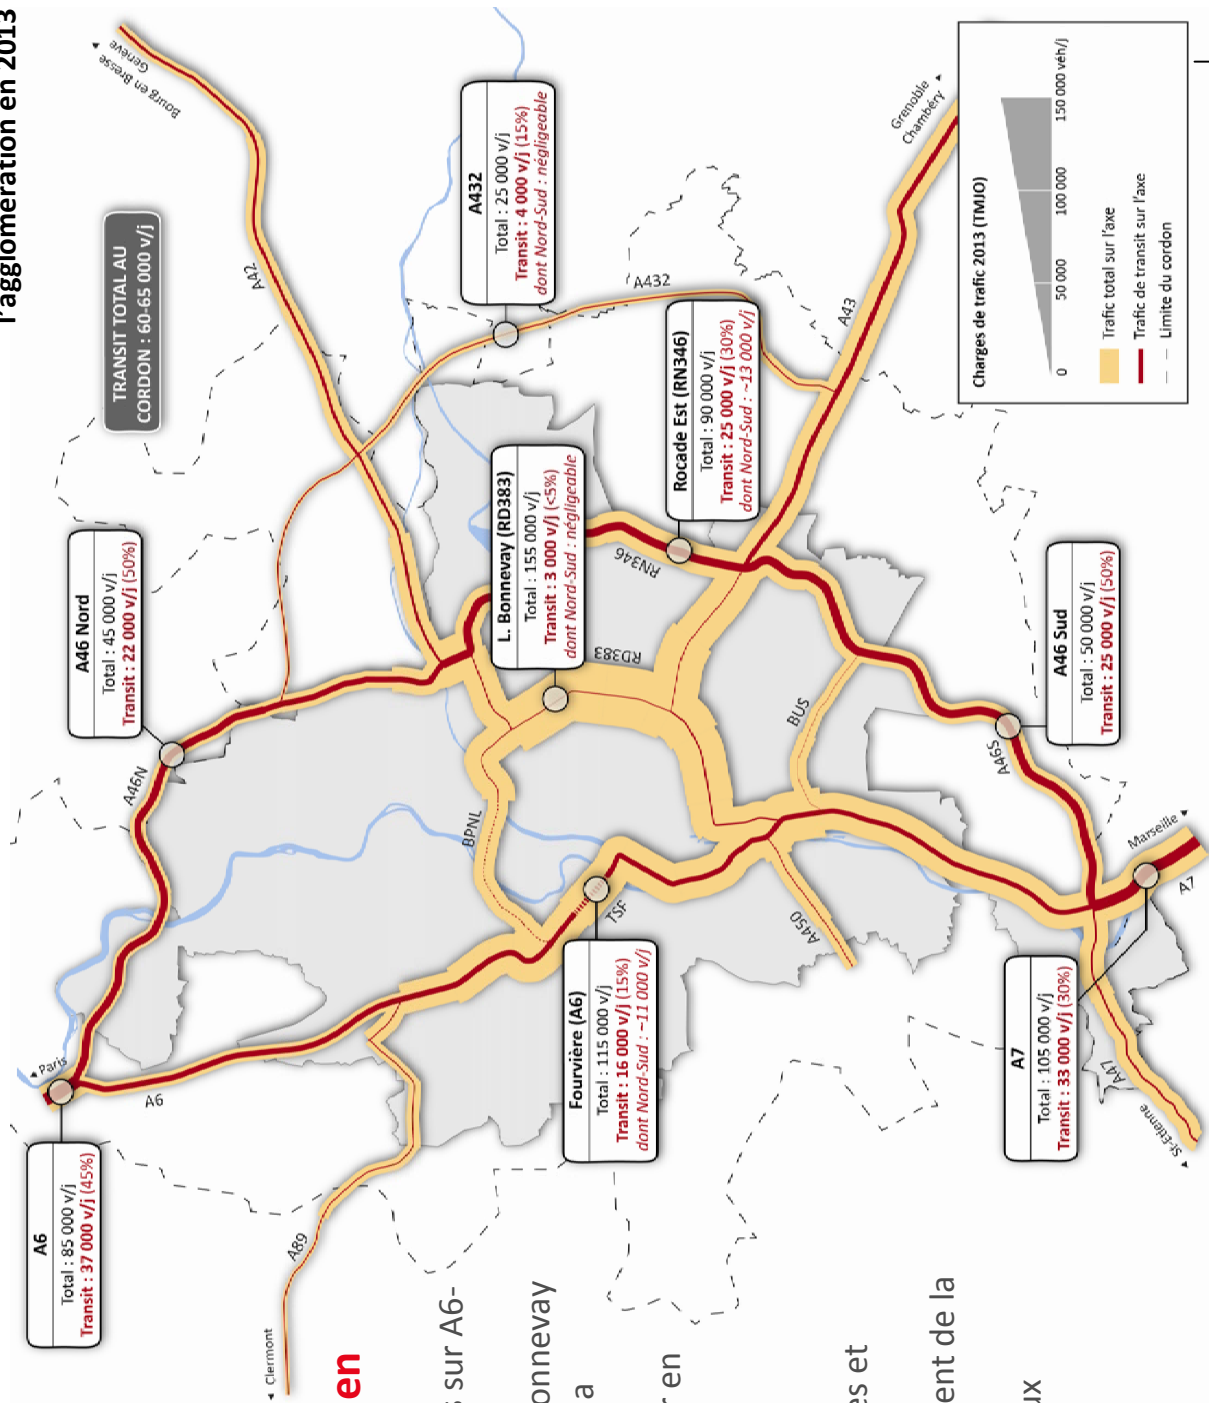 l'agglomération en 2013
Genève
Bourg en Bresse
TRANSIT TOTAL AU
CORDON : 60-65 000 v/j
A42
A432
Total : 25 000 v/j
Transit : 4 000 v/j (15%)
dont Nord-Sud : négligeable
A432
Grenoble
Chambéry
A43
Charges de trafic 2013 (TMJO)
0
50 000
100 000
150 000 véh/j
Trafic total sur l'axe
Trafic de transit sur l'axe
Limite du cordon
Rocade Est (RN346)
Total : 90 000 v/j
Transit : 25 000 v/j (30%)
dont Nord-Sud : ~13 000 v/j
RN346
L. Bonnevay (RD383)
Total : 155 000 v/j
Transit : 3 000 v/j (<5%)
dont Nord-Sud : négligeable
RD383
A46 Nord
Total : 45 000 v/j
Transit : 22 000 v/j (50%)
A46N
A46 Sud
Total : 50 000 v/j
Transit : 25 000 v/j (50%)
A46S
BUS
BPNL
TSF
A450
Marseille
A7
Fourvière (A6)
Total : 115 000 v/j
Transit : 16 000 v/j (15%)
dont Nord-Sud : ~11 000 v/j
A7
Total : 105 000 v/j
Transit : 33 000 v/j (30%)
A47
St-Etienne
Paris
A6
A6
Total : 85 000 v/j
Transit : 37 000 v/j (45%)
A89
Clermont
en
s sur A6-
onnevay
a
r en
es et
ent de la
ux